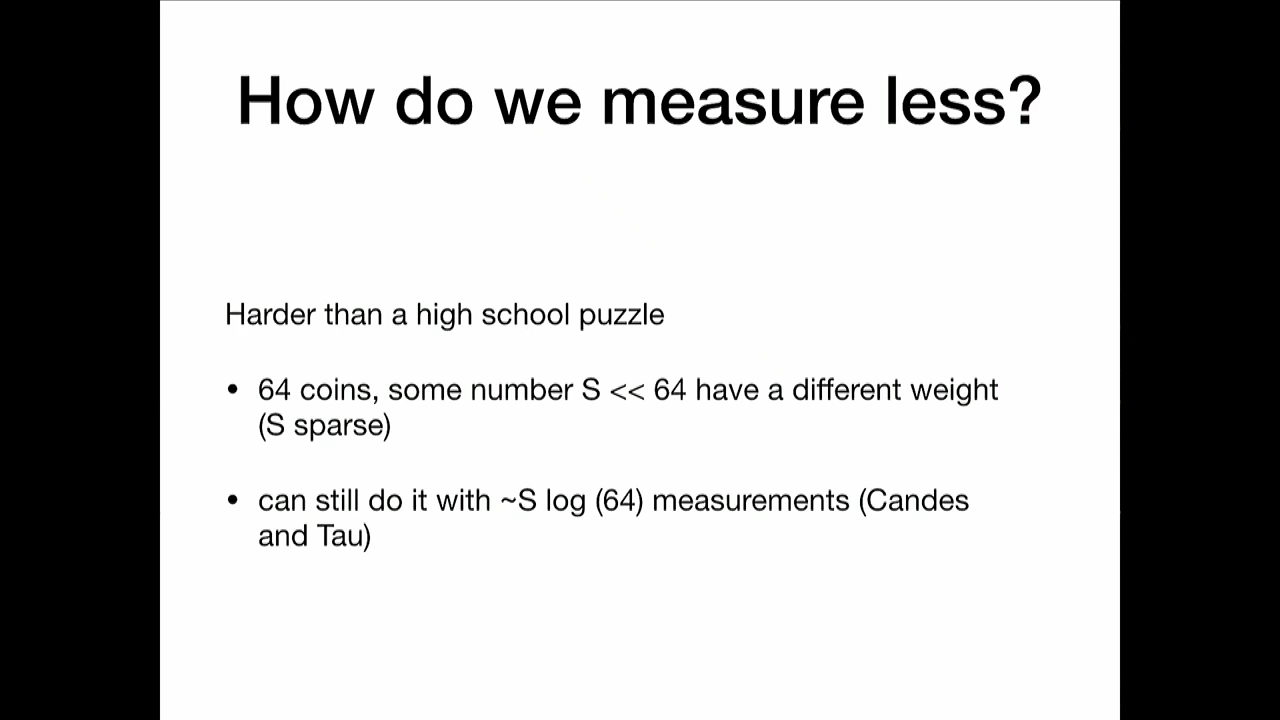 How do we measure less?
Harder than a high school puzzle
• 64 coins, some number S << 64 have a different weight
(S sparse)
• can still do it with ~S log (64) measurements (Candes
and Tau)